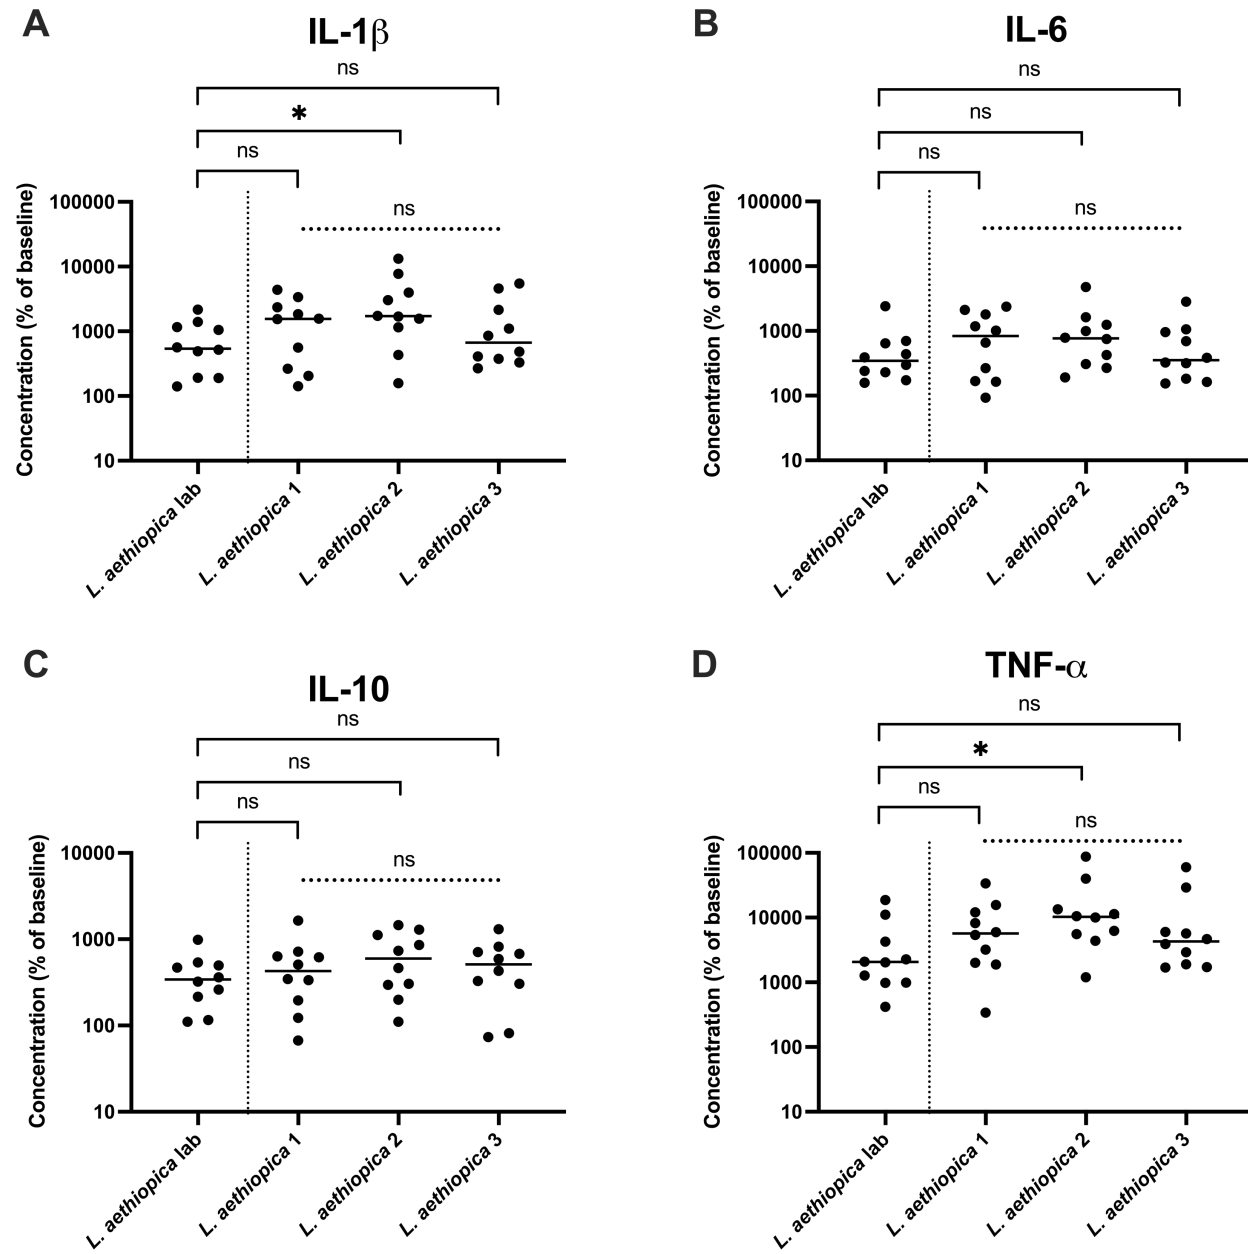 A
IL-1β
ns
*
ns
ns
Concentration (% of baseline)
100000
10000
1000
100
10
L. aethiopica lab
L. aethiopica 1
L. aethiopica 2
L. aethiopica 3
B
IL-6
ns
ns
ns
ns
Concentration (% of baseline)
100000
10000
1000
100
10
L. aethiopica lab
L. aethiopica 1
L. aethiopica 2
L. aethiopica 3
C
IL-10
ns
ns
ns
ns
Concentration (% of baseline)
10000
1000
100
10
L. aethiopica lab
L. aethiopica 1
L. aethiopica 2
L. aethiopica 3
D
TNF-α
ns
*
ns
ns
Concentration (% of baseline)
100000
10000
1000
100
10
L. aethiopica lab
L. aethiopica 1
L. aethiopica 2
L. aethiopica 3